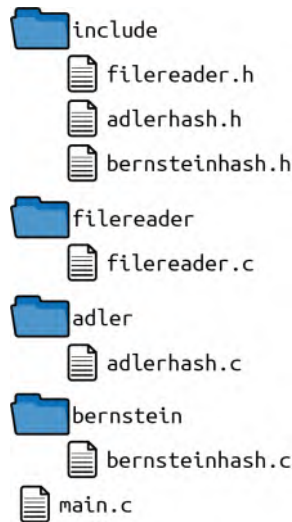 include
filereader.h
adlerhash.h
bernsteinhash.h
filereader
filereader.c
adler
adlerhash.c
bernstein
bernsteinhash.c
main.c